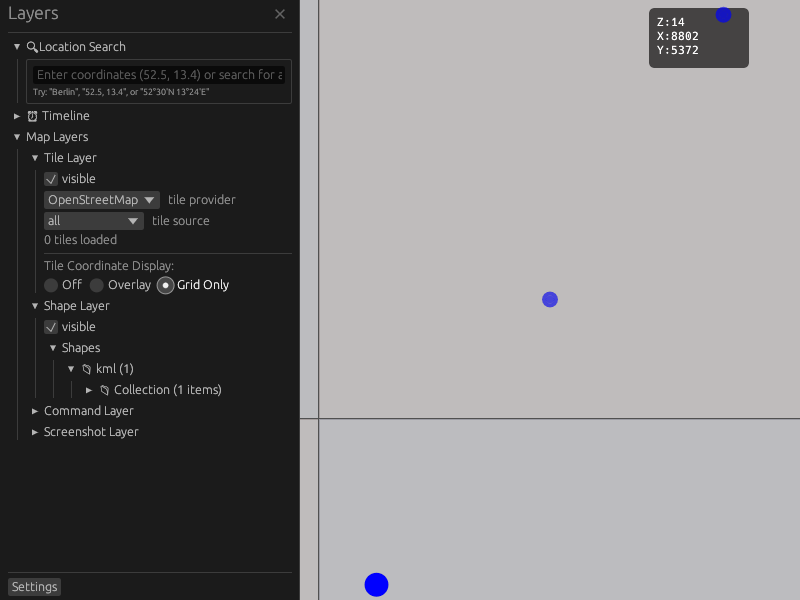 Layers
Location Search
Enter coordinates (52.5, 13.4) or search for a
Try: "Berlin", "52.5, 13.4", or "52°30'N 13°24'E"
Timeline
Map Layers
Tile Layer
visible
OpenStreetMap tile provider
all tile source
0 tiles loaded
Tile Coordinate Display:
Off Overlay Grid Only
Shape Layer
visible
Shapes
kml (1)
Collection (1 items)
Command Layer
Screenshot Layer
Settings
Z:14
X:8802
Y:5372